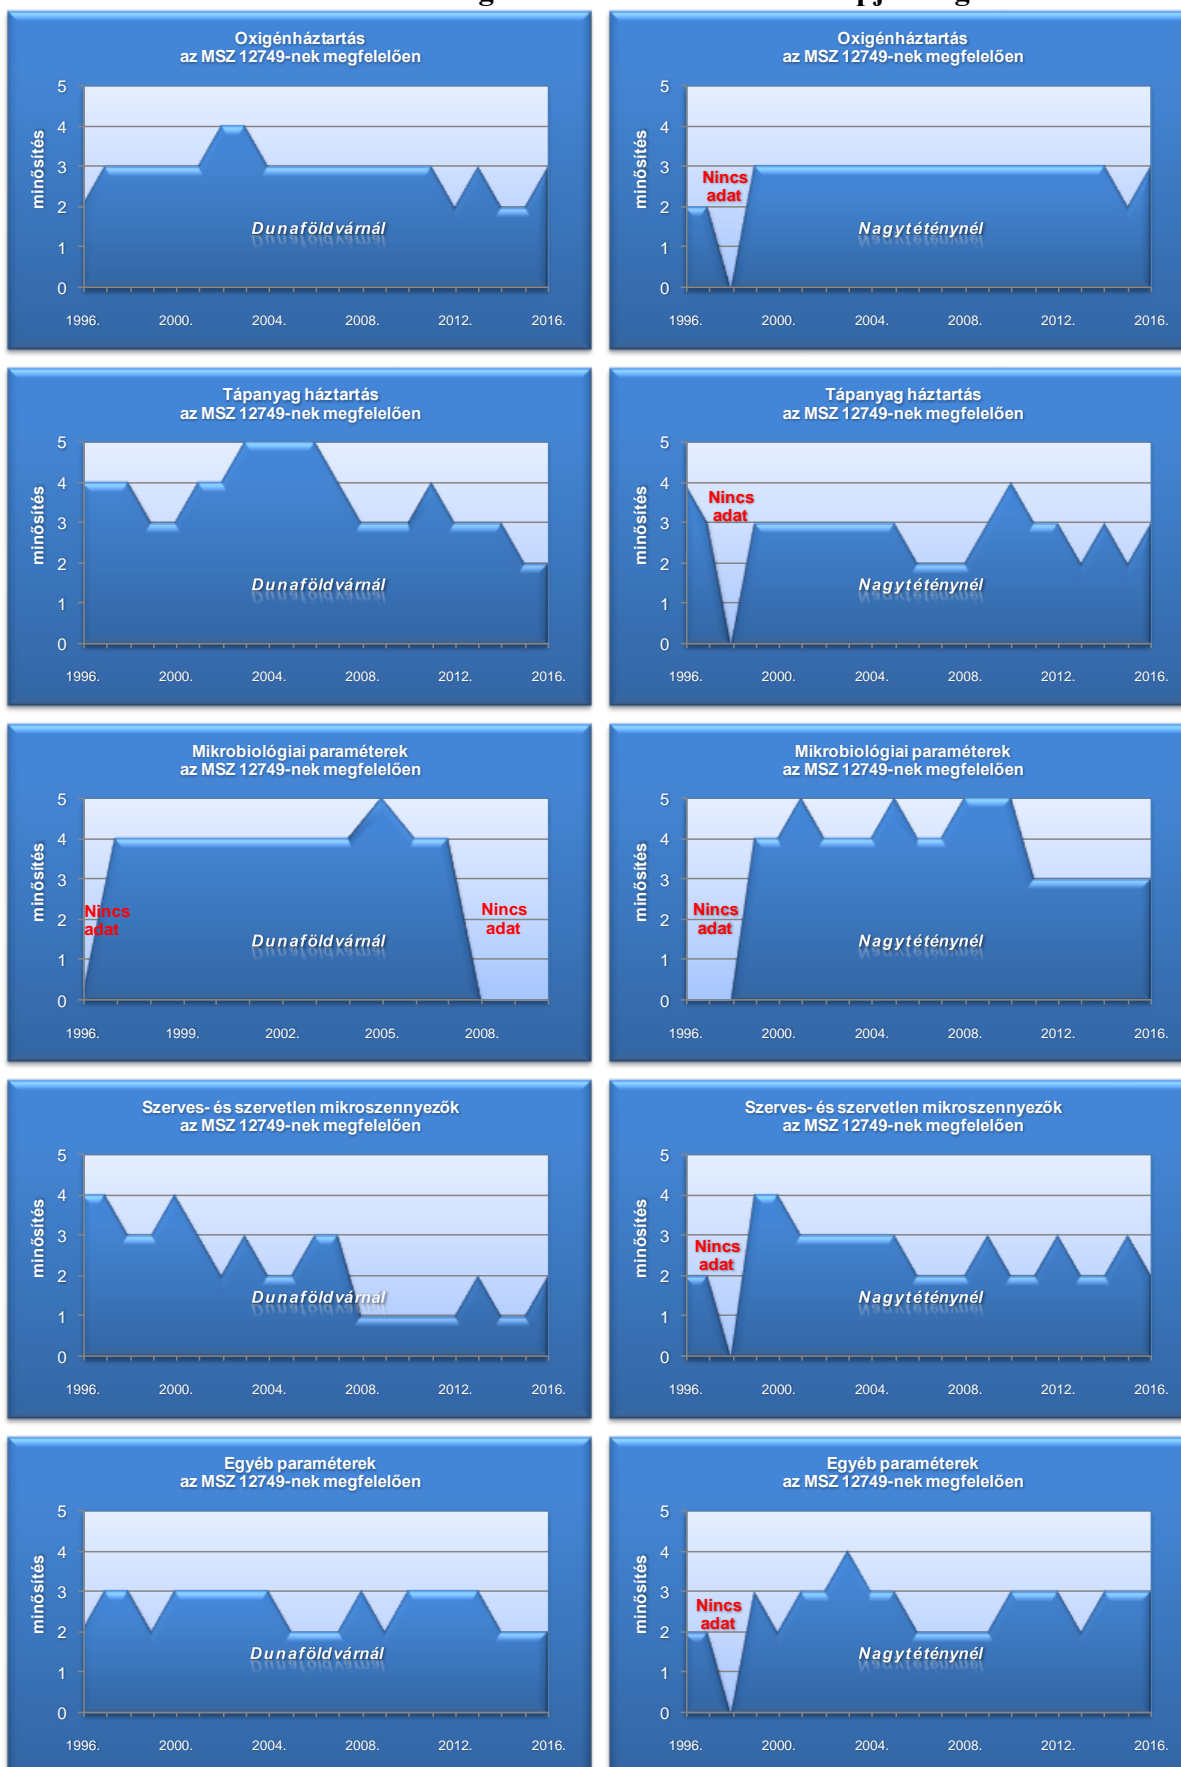 Oxigénháztartás
az MSZ 12749-nek megfelelően
minősítés
5
4
3
2
1
0
Dunaföldvárnál
1996. 2000. 2004. 2008. 2012. 2016.
Oxigénháztartás
az MSZ 12749-nek megfelelően
minősítés
5
4
3
2
1
0
Nincs
adat
Nagytéténynél
1996. 2000. 2004. 2008. 2012. 2016.
Tápanyag háztartás
az MSZ 12749-nek megfelelően
minősítés
5
4
3
2
1
0
Dunaföldvárnál
1996. 2000. 2004. 2008. 2012. 2016.
Tápanyag háztartás
az MSZ 12749-nek megfelelően
minősítés
5
4
3
2
1
0
Nincs
adat
Nagytéténynél
1996. 2000. 2004. 2008. 2012. 2016.
Mikrobiológiai paraméterek
az MSZ 12749-nek megfelelően
minősítés
5
4
3
2
1
0
Nincs
adat
Dunaföldvárnál
Nincs
adat
1996. 1999. 2002. 2005. 2008.
Mikrobiológiai paraméterek
az MSZ 12749-nek megfelelően
minősítés
5
4
3
2
1
0
Nincs
adat
Nagytéténynél
1996. 2000. 2004. 2008. 2012. 2016.
Szerves- és szervetlen mikroszennyezők
az MSZ 12749-nek megfelelően
minősítés
5
4
3
2
1
0
Dunaföldvárnál
1996. 2000. 2004. 2008. 2012. 2016.
Szerves- és szervetlen mikroszennyezők
az MSZ 12749-nek megfelelően
minősítés
5
4
3
2
1
0
Nincs
adat
Nagytéténynél
1996. 2000. 2004. 2008. 2012. 2016.
Egyéb paraméterek
az MSZ 12749-nek megfelelően
minősítés
5
4
3
2
1
0
Dunaföldvárnál
1996. 2000. 2004. 2008. 2012. 2016.
Egyéb paraméterek
az MSZ 12749-nek megfelelően
minősítés
5
4
3
2
1
0
Nincs
adat
Nagytéténynél
1996. 2000. 2004. 2008. 2012. 2016.